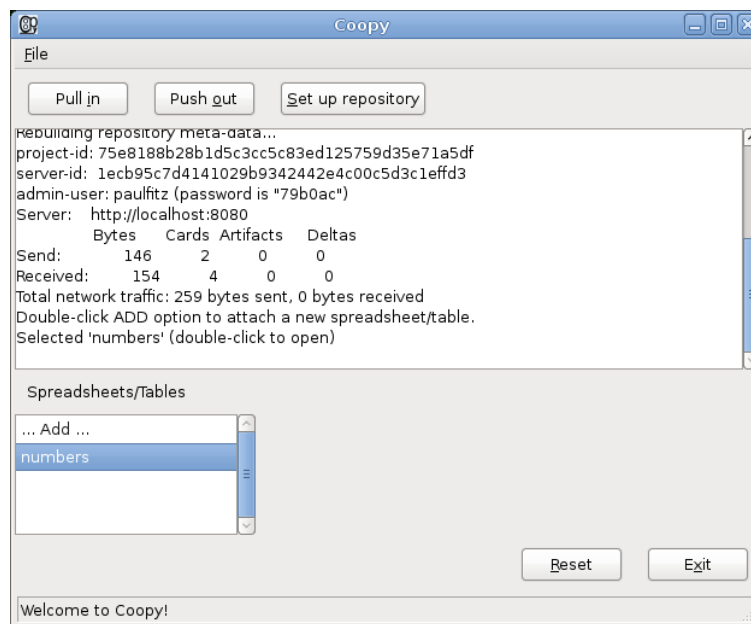 Coopy
File
Pull in Push out Set up repository
Rebuilding repository meta-data...
project-id: 75e8188b28b1d5c3cc5c83ed125759d35e71a5df
server-id: 1ecb95c7d4141029b9342442e4c00c5d3c1effd3
admin-user: paulfitz (password is "79b0ac")
Server: http://localhost:8080
Bytes Cards Artifacts Deltas
Send: 146 2 0 0
Received: 154 4 0 0
Total network traffic: 259 bytes sent, 0 bytes received
Double-click ADD option to attach a new spreadsheet/table.
Selected 'numbers' (double-click to open)
Spreadsheets/Tables
... Add ...
numbers
Reset Exit
Welcome to Coopy!